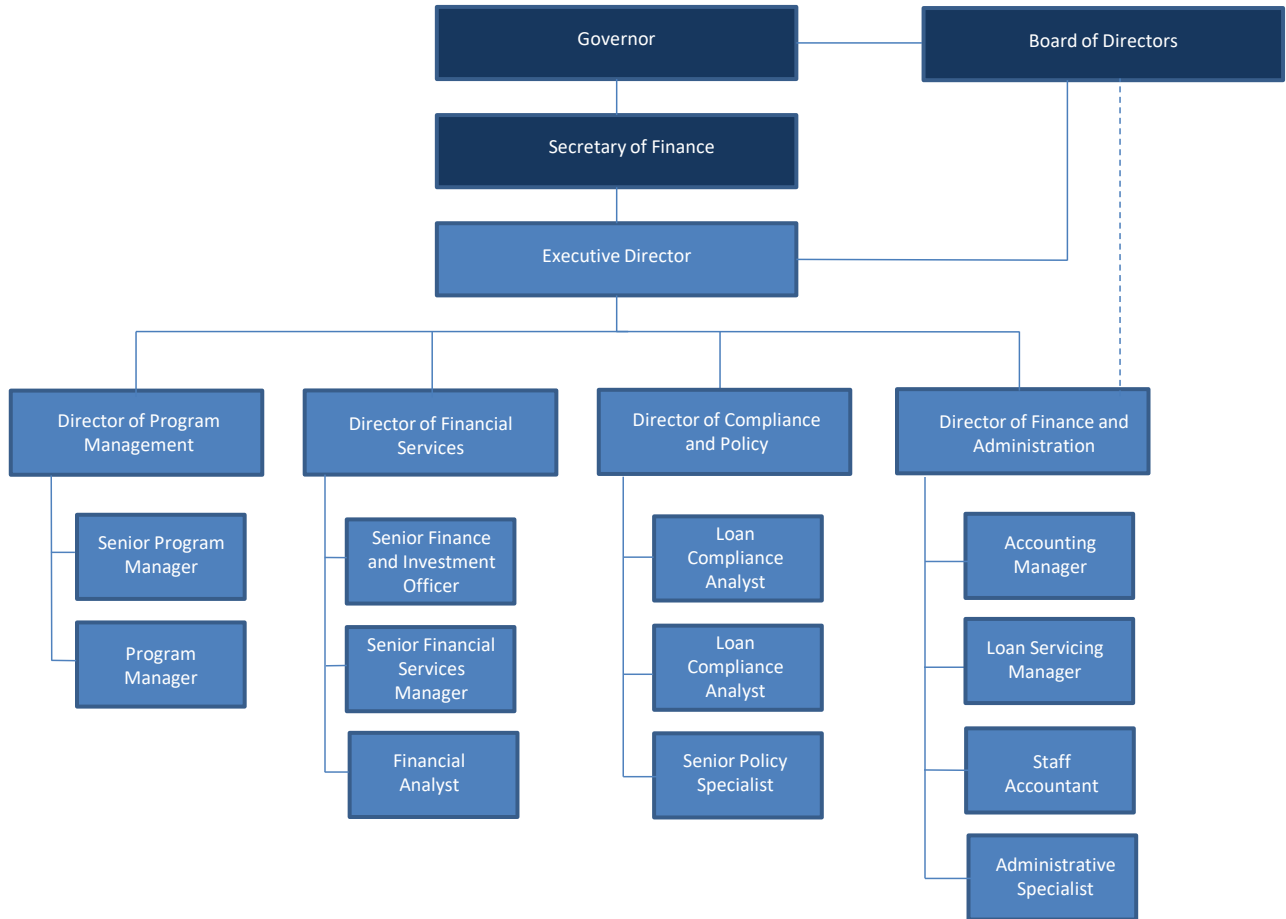 Governor
Board of Directors
Secretary of Finance
Executive Director
Director of Program
Management
Director of Financial
Services
Director of Compliance
and Policy
Director of Finance and
Administration
Senior Program
Manager
Program
Manager
Senior Finance
and Investment
Officer
Senior Financial
Services
Manager
Financial
Analyst
Loan
Compliance
Analyst
Loan
Compliance
Analyst
Senior Policy
Specialist
Accounting
Manager
Loan Servicing
Manager
Staff
Accountant
Administrative
Specialist